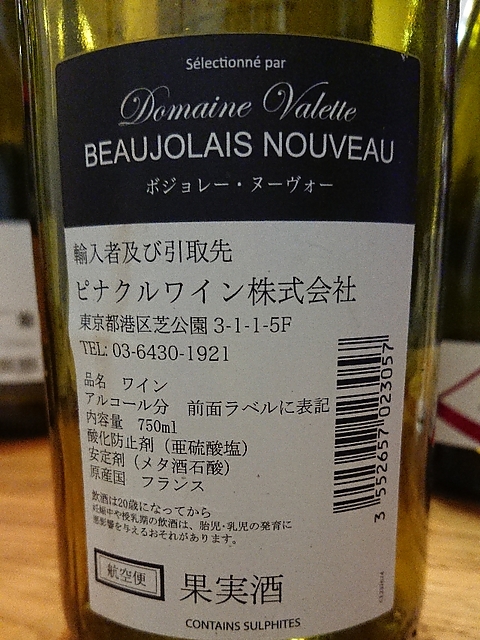 Sélectionné par
Domaine Valette
BEAUJOLAIS NOUVEAU
ボジョレー・ヌーヴォー
輸入者及び引取先
ピナクルワイン株式会社
東京都港区芝公園 3-1-1-5F
TEL: 03-6430-1921
品名 ワイン
アルコール分 前面ラベルに表記
内容量 750ml
酸化防止剤（亜硫酸塩）
安定剤（メタ酒石酸）
原産国 フランス
飲酒は20歳になってから
妊娠中や授乳期の飲酒は、胎児・乳児の発育に
悪影響を与えるおそれがあります。
航空便
果実酒
CONTAINS SULPHITES
3 552657 023057